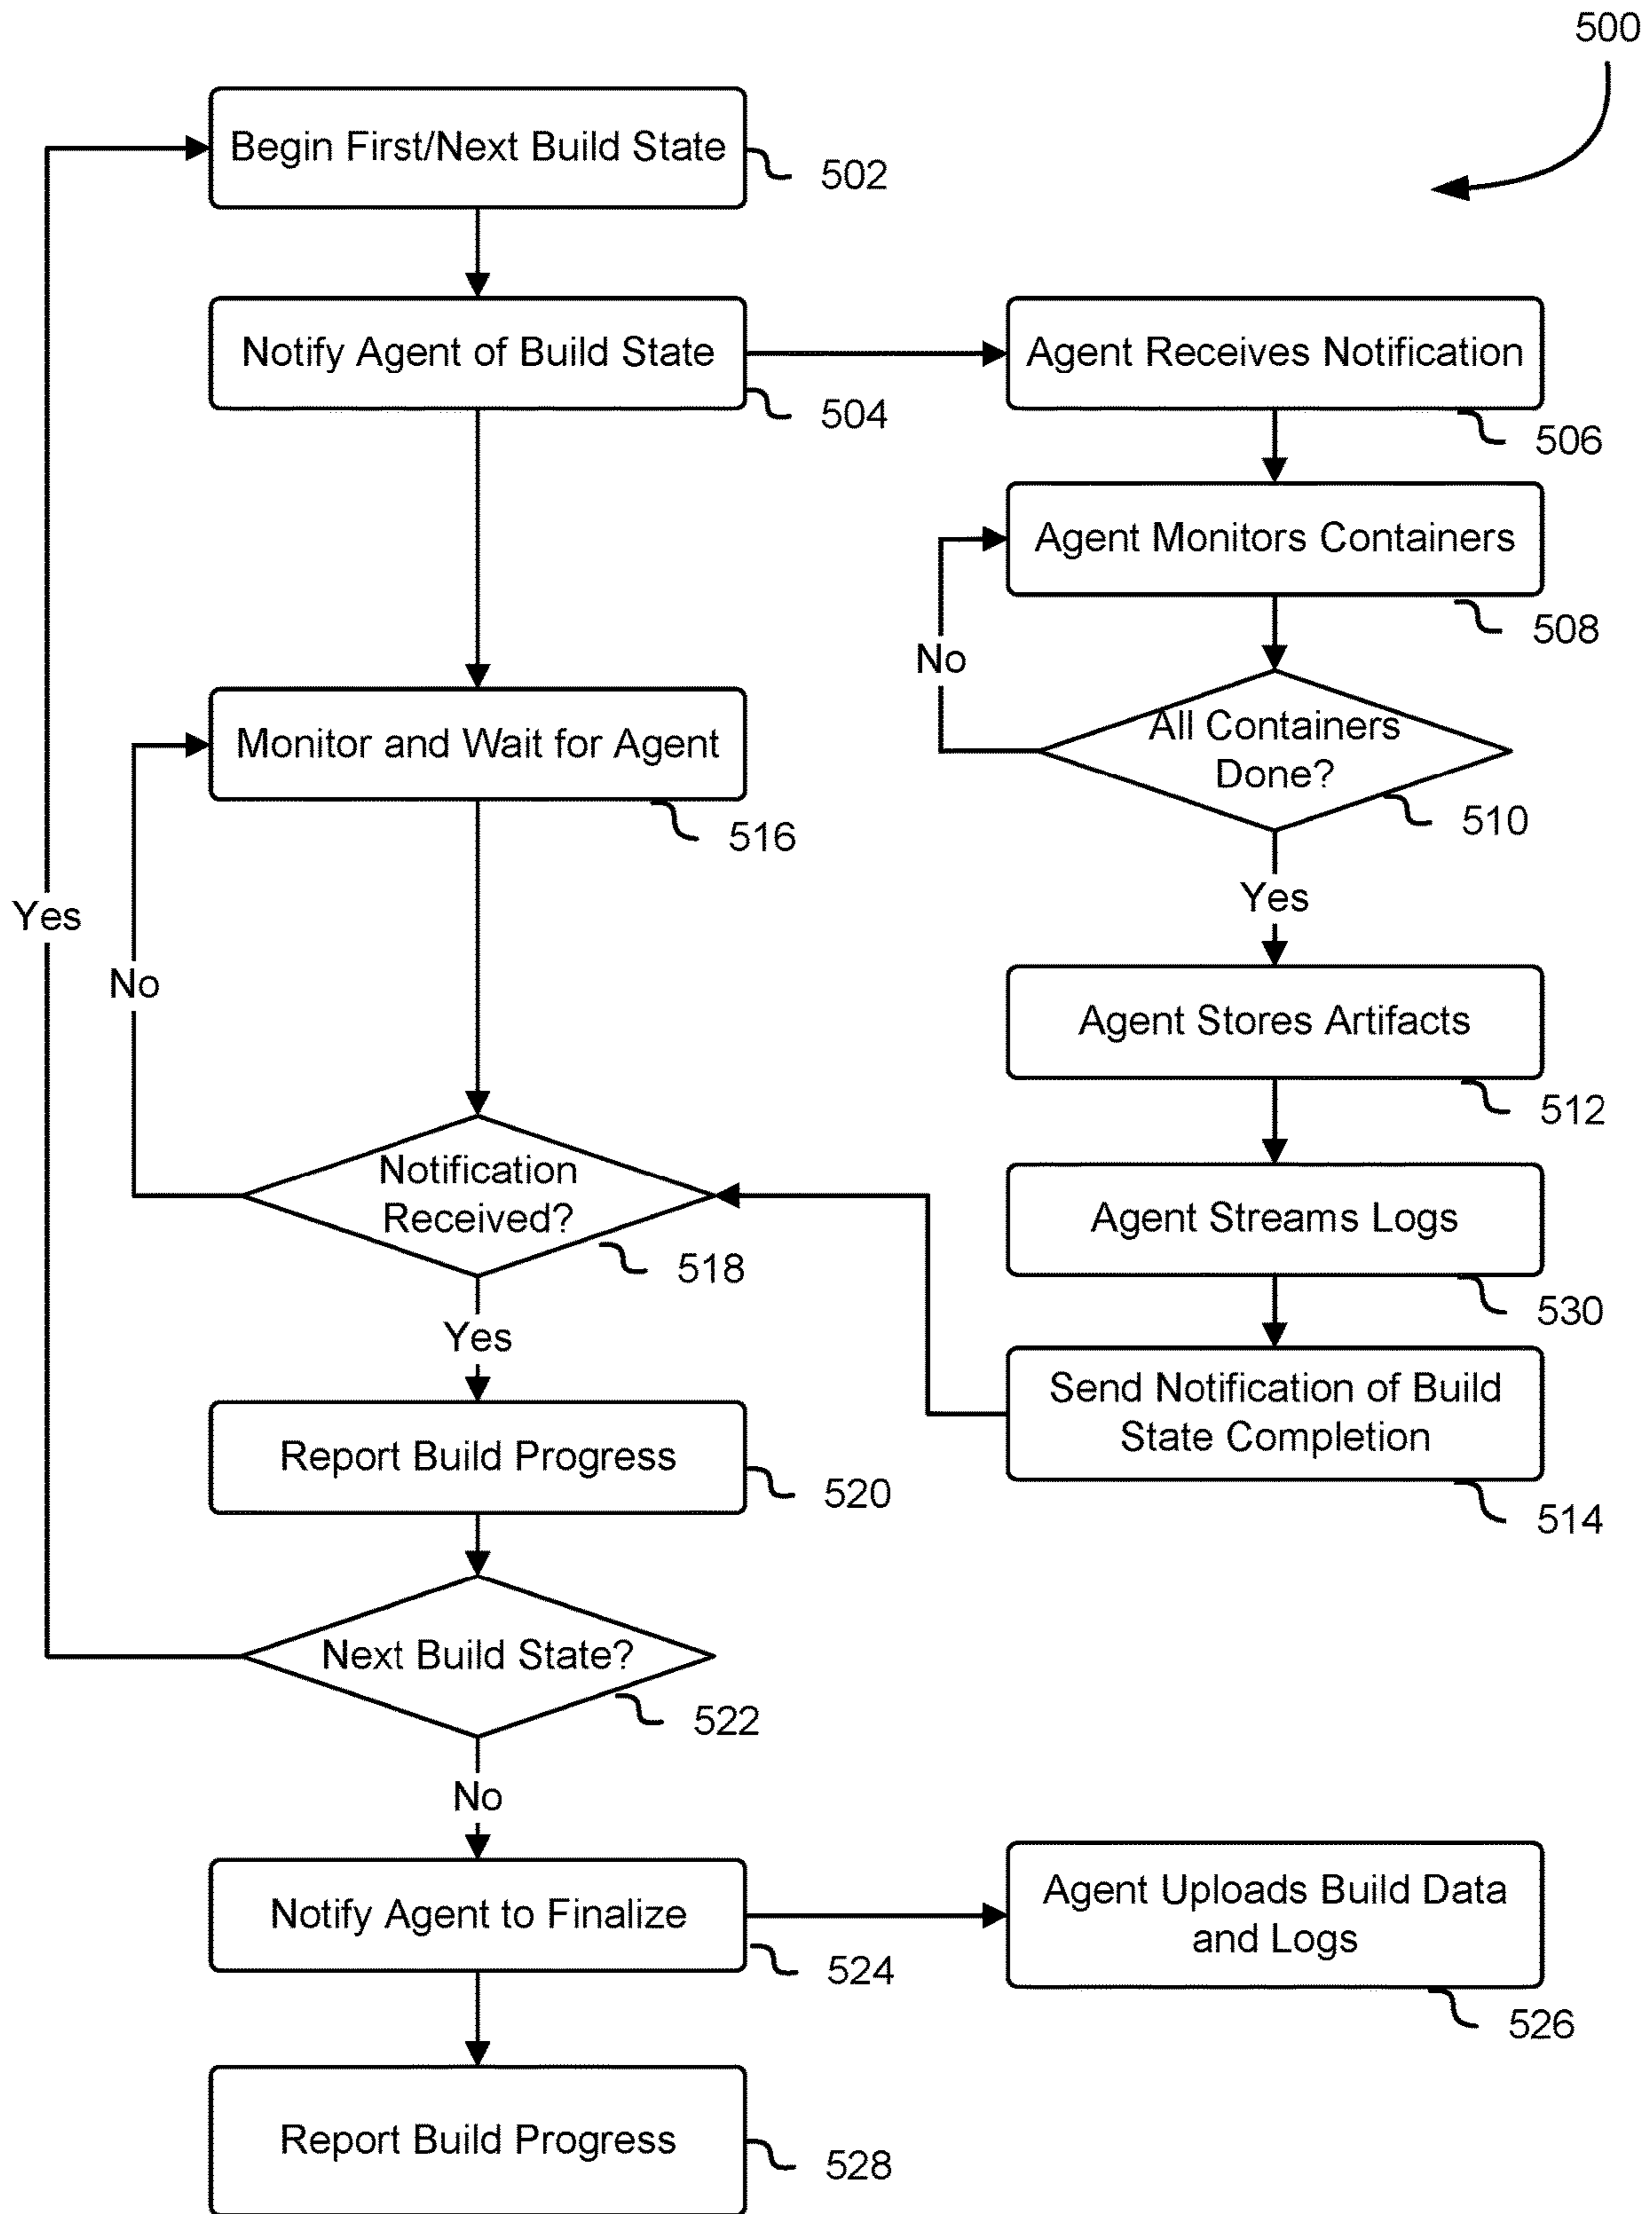 500
Begin First/Next Build State
502
Notify Agent of Build State
504
Agent Receives Notification
506
Agent Monitors Containers
508
No
All Containers
Done?
510
Yes
Monitor and Wait for Agent
516
Yes
No
Agent Stores Artifacts
512
Agent Streams Logs
530
Send Notification of Build
State Completion
514
Notification
Received?
518
Yes
Report Build Progress
520
Next Build State?
522
No
Notify Agent to Finalize
524
Agent Uploads Build Data
and Logs
526
Report Build Progress
528